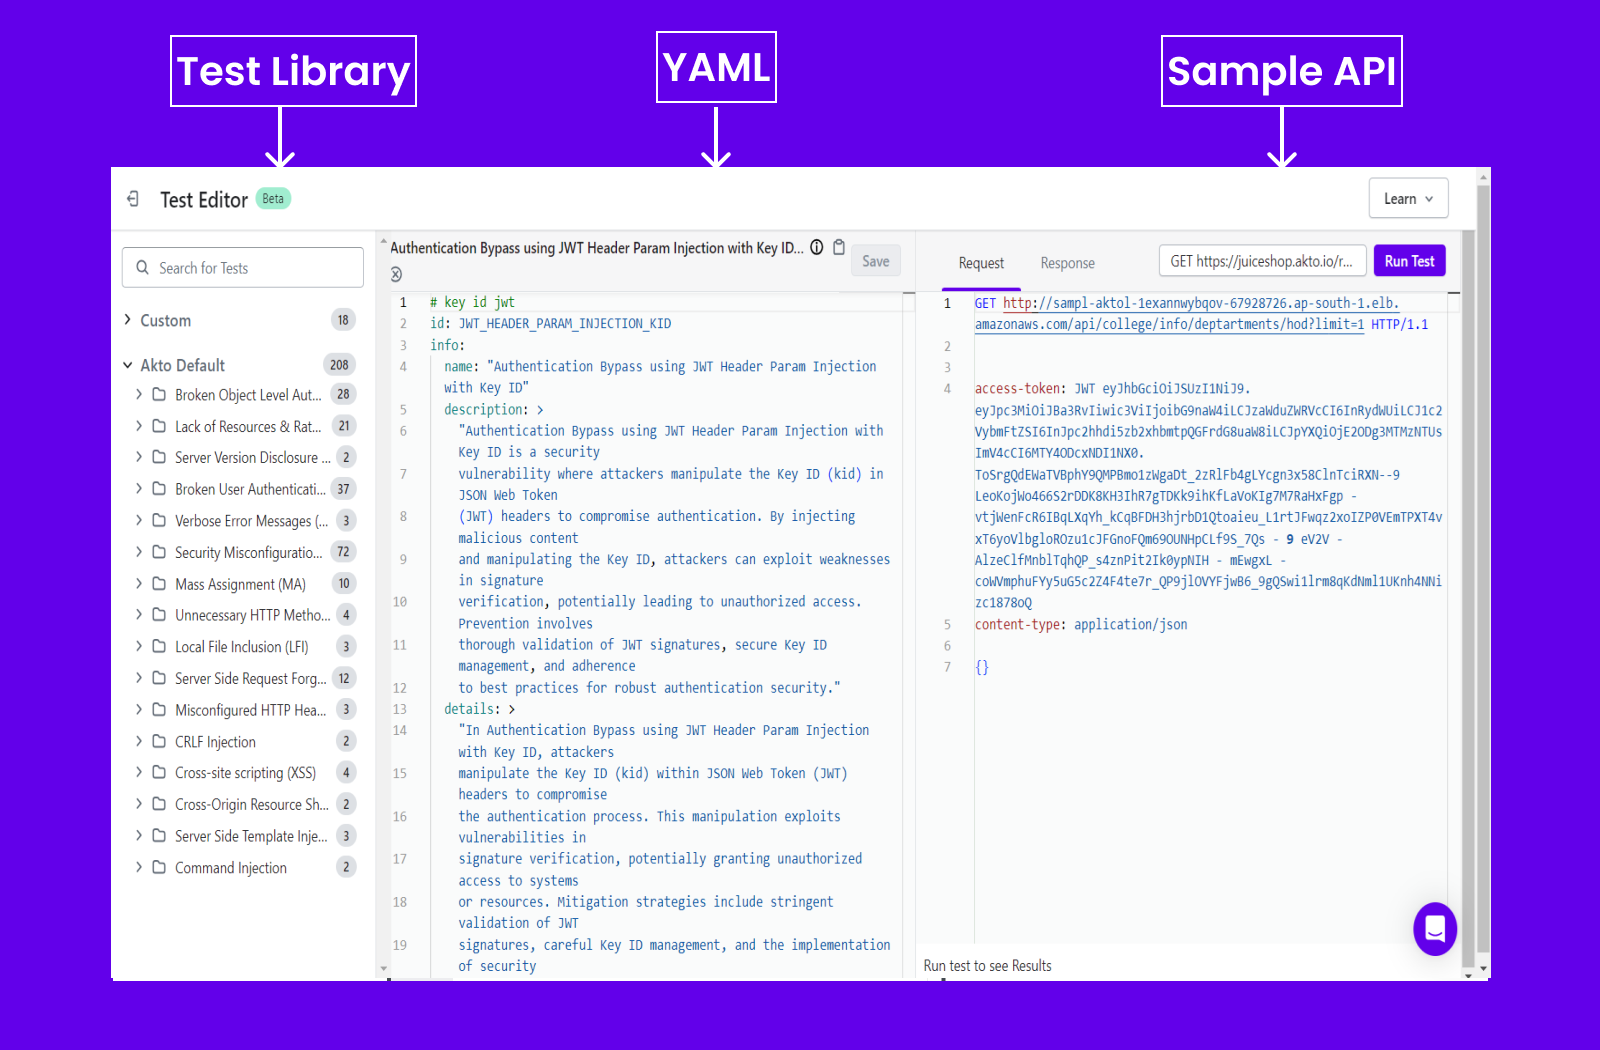 Test Library
YAML
Sample API
Test Editor
Beta
Learn
Search for Tests
Custom 18
Akto Default 208
Broken Object Level Aut... 28
Lack of Resources & Rat... 21
Server Version Disclosure ... 2
Broken User Authenticati... 37
Verbose Error Messages (... 3
Security Misconfiguratio... 72
Mass Assignment (MA) 10
Unnecessary HTTP Metho... 4
Local File Inclusion (LFI) 3
Server Side Request Forg... 12
Misconfigured HTTP Hea... 3
CRLF Injection 2
Cross-site scripting (XSS) 4
Cross-Origin Resource Sh... 2
Server Side Template Inje... 3
Command Injection 2
Authentication Bypass using JWT Header Param Injection with Key ID...
Save
1 # key id jwt
2 id: JWT_HEADER_PARAM_INJECTION_KID
3 info:
4 name: "Authentication Bypass using JWT Header Param Injection
with Key ID"
5 description: >
6 "Authentication Bypass using JWT Header Param Injection with
Key ID is a security
7 vulnerability where attackers manipulate the Key ID (kid) in
JSON Web Token
8 (JWT) headers to compromise authentication. By injecting
malicious content
9 and manipulating the Key ID, attackers can exploit weaknesses
in signature
10 verification, potentially leading to unauthorized access.
Prevention involves
11 thorough validation of JWT signatures, secure Key ID
management, and adherence
12 to best practices for robust authentication security."
13 details: >
14 "In Authentication Bypass using JWT Header Param Injection
with Key ID, attackers
15 manipulate the Key ID (kid) within JSON Web Token (JWT)
headers to compromise
16 the authentication process. This manipulation exploits
vulnerabilities in
17 signature verification, potentially granting unauthorized
access to systems
18 or resources. Mitigation strategies include stringent
validation of JWT
19 signatures, careful Key ID management, and the implementation
of security
Request
Response
GET https://juiceshop.akto.io/r...
Run Test
1 GET http://sampl-aktol-1exannwybqov-67928726.ap-south-1.elb.
amazonaws.com/api/college/info/deptartments/hod?limit=1 HTTP/1.1
2
3
4 access-token: JWT eyJhbGciOiJSUzI1NiJ9.
eyJpc3MiOiJBa3RvIiwic3ViIjoibG9naW4iLCJzaWduZWRVcCI6InRydWUiLCJ1c2
VybmFtZSI6InJpc2hhdi5zb2xhbmtpQGFrdG8uaW8iLCJpYXQiOjE2ODg3MTMzNTUs
ImV4cCI6MTY4ODcxNDI1NX0.
ToSrgQdEWaTVBphY9QMPBmo1zWgaDt_2zRlFb4gLYcgn3x58ClnTciRXN--9
LeoKojWo466S2rDDK8KH3IhR7gTDKk9ihKfLaVoKIg7M7RaHxFgp -
vtjWenFcR6IBqLXqYh_kCqBFDH3hjrbD1Qtoaieu_L1rtJFwqz2xoIZP0VEmTPXT4v
xT6yoVlbgloROzu1cJFGnoFQm69OUNHpCLf9S_7Qs - 9 eV2V -
AlzeClfMnblTqhQP_s4znPit2Ik0ypNIH - mEwgxL -
coWVmphuFYy5uG5c2Z4F4te7r_QP9jlOVYFjwB6_9gQSwi1lrm8qKdNml1UKnh4NNi
zc1878oQ
5 content-type: application/json
6
7 {}
Run test to see Results